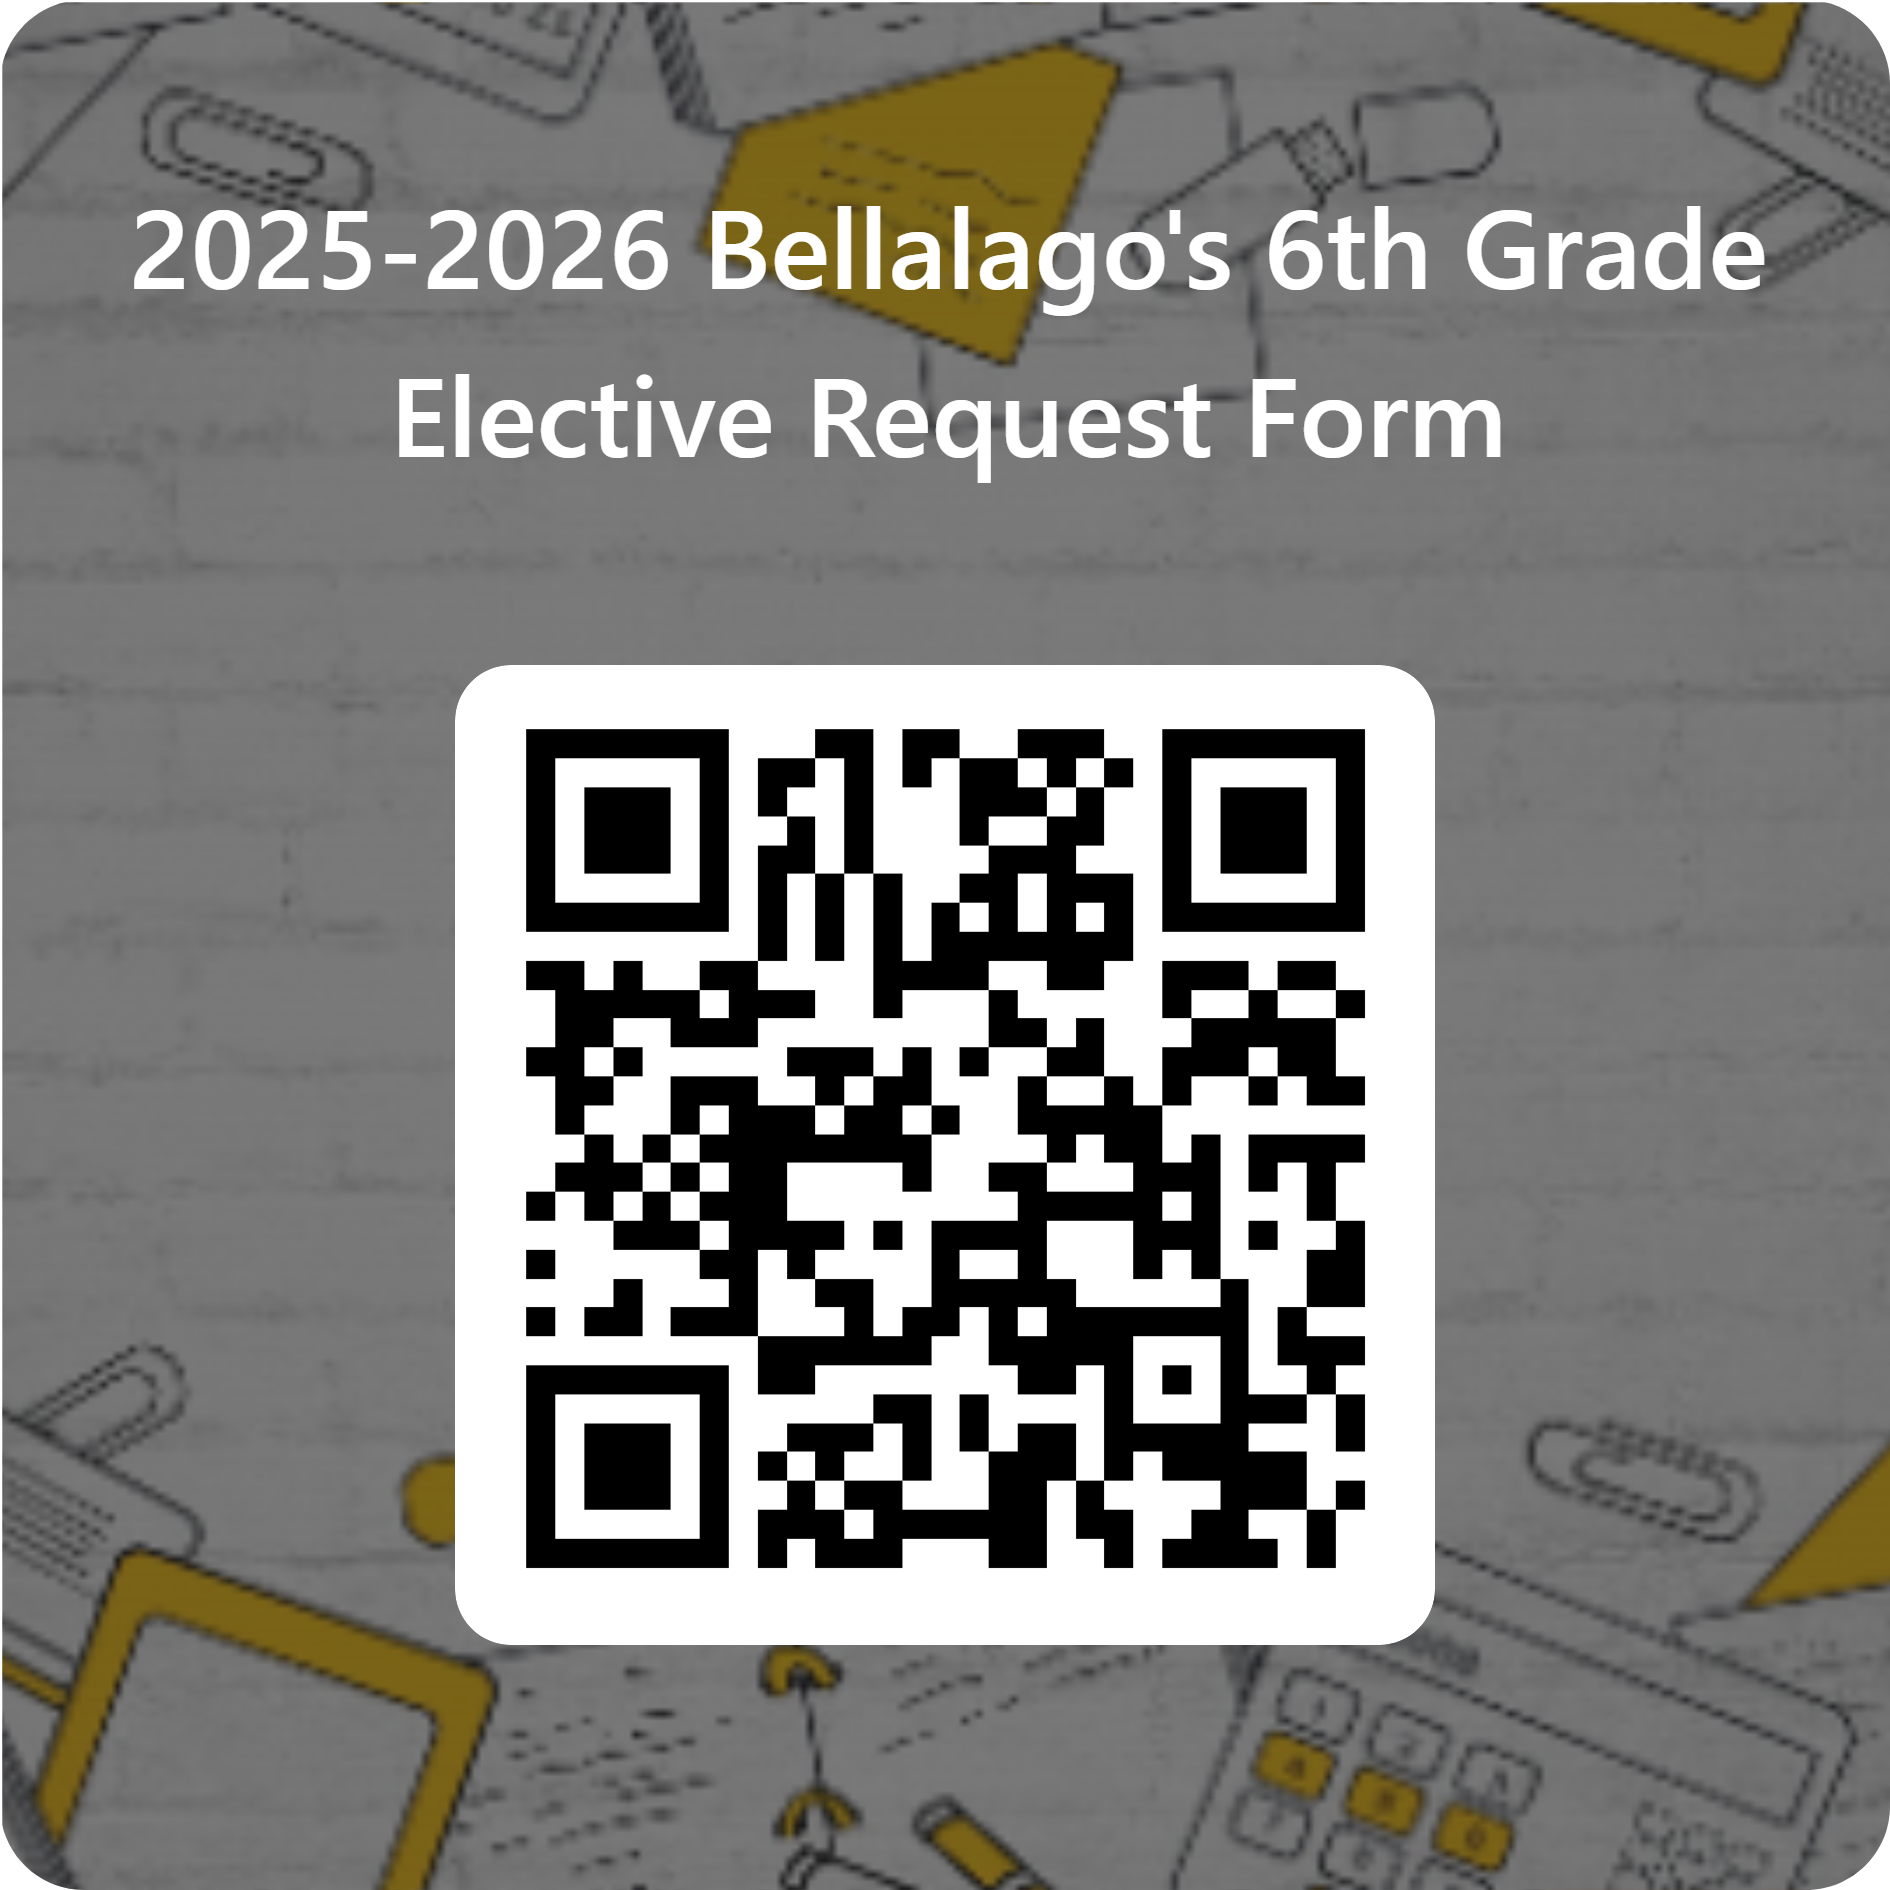 2025-2026 Bellalago's 6th Grade
Elective Request Form